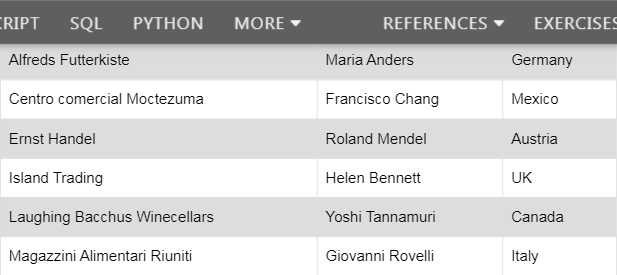 CRIPT SQL PYTHON MORE REFERENCES EXERCISES
Alfreds Futterkiste Maria Anders Germany
Centro comercial Moctezuma Francisco Chang Mexico
Ernst Handel Roland Mendel Austria
Island Trading Helen Bennett UK
Laughing Bacchus Winecellars Yoshi Tannamuri Canada
Magazzini Alimentari Riuniti Giovanni Rovelli Italy